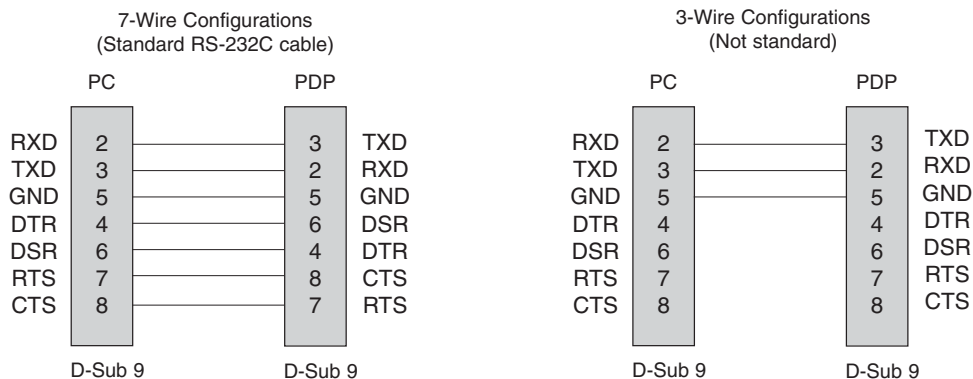 7-Wire Configurations
(Standard RS-232C cable)
PC PDP
RXD 2 3 TXD
TXD 3 2 RXD
GND 5 5 GND
DTR 4 6 DSR
DSR 6 4 DTR
RTS 7 8 CTS
CTS 8 7 RTS
D-Sub 9 D-Sub 9
3-Wire Configurations
(Not standard)
PC PDP
RXD 2 3 TXD
TXD 3 2 RXD
GND 5 5 GND
DTR 4 4 DTR
DSR 6 6 DSR
RTS 7 7 RTS
CTS 8 8 CTS
D-Sub 9 D-Sub 9